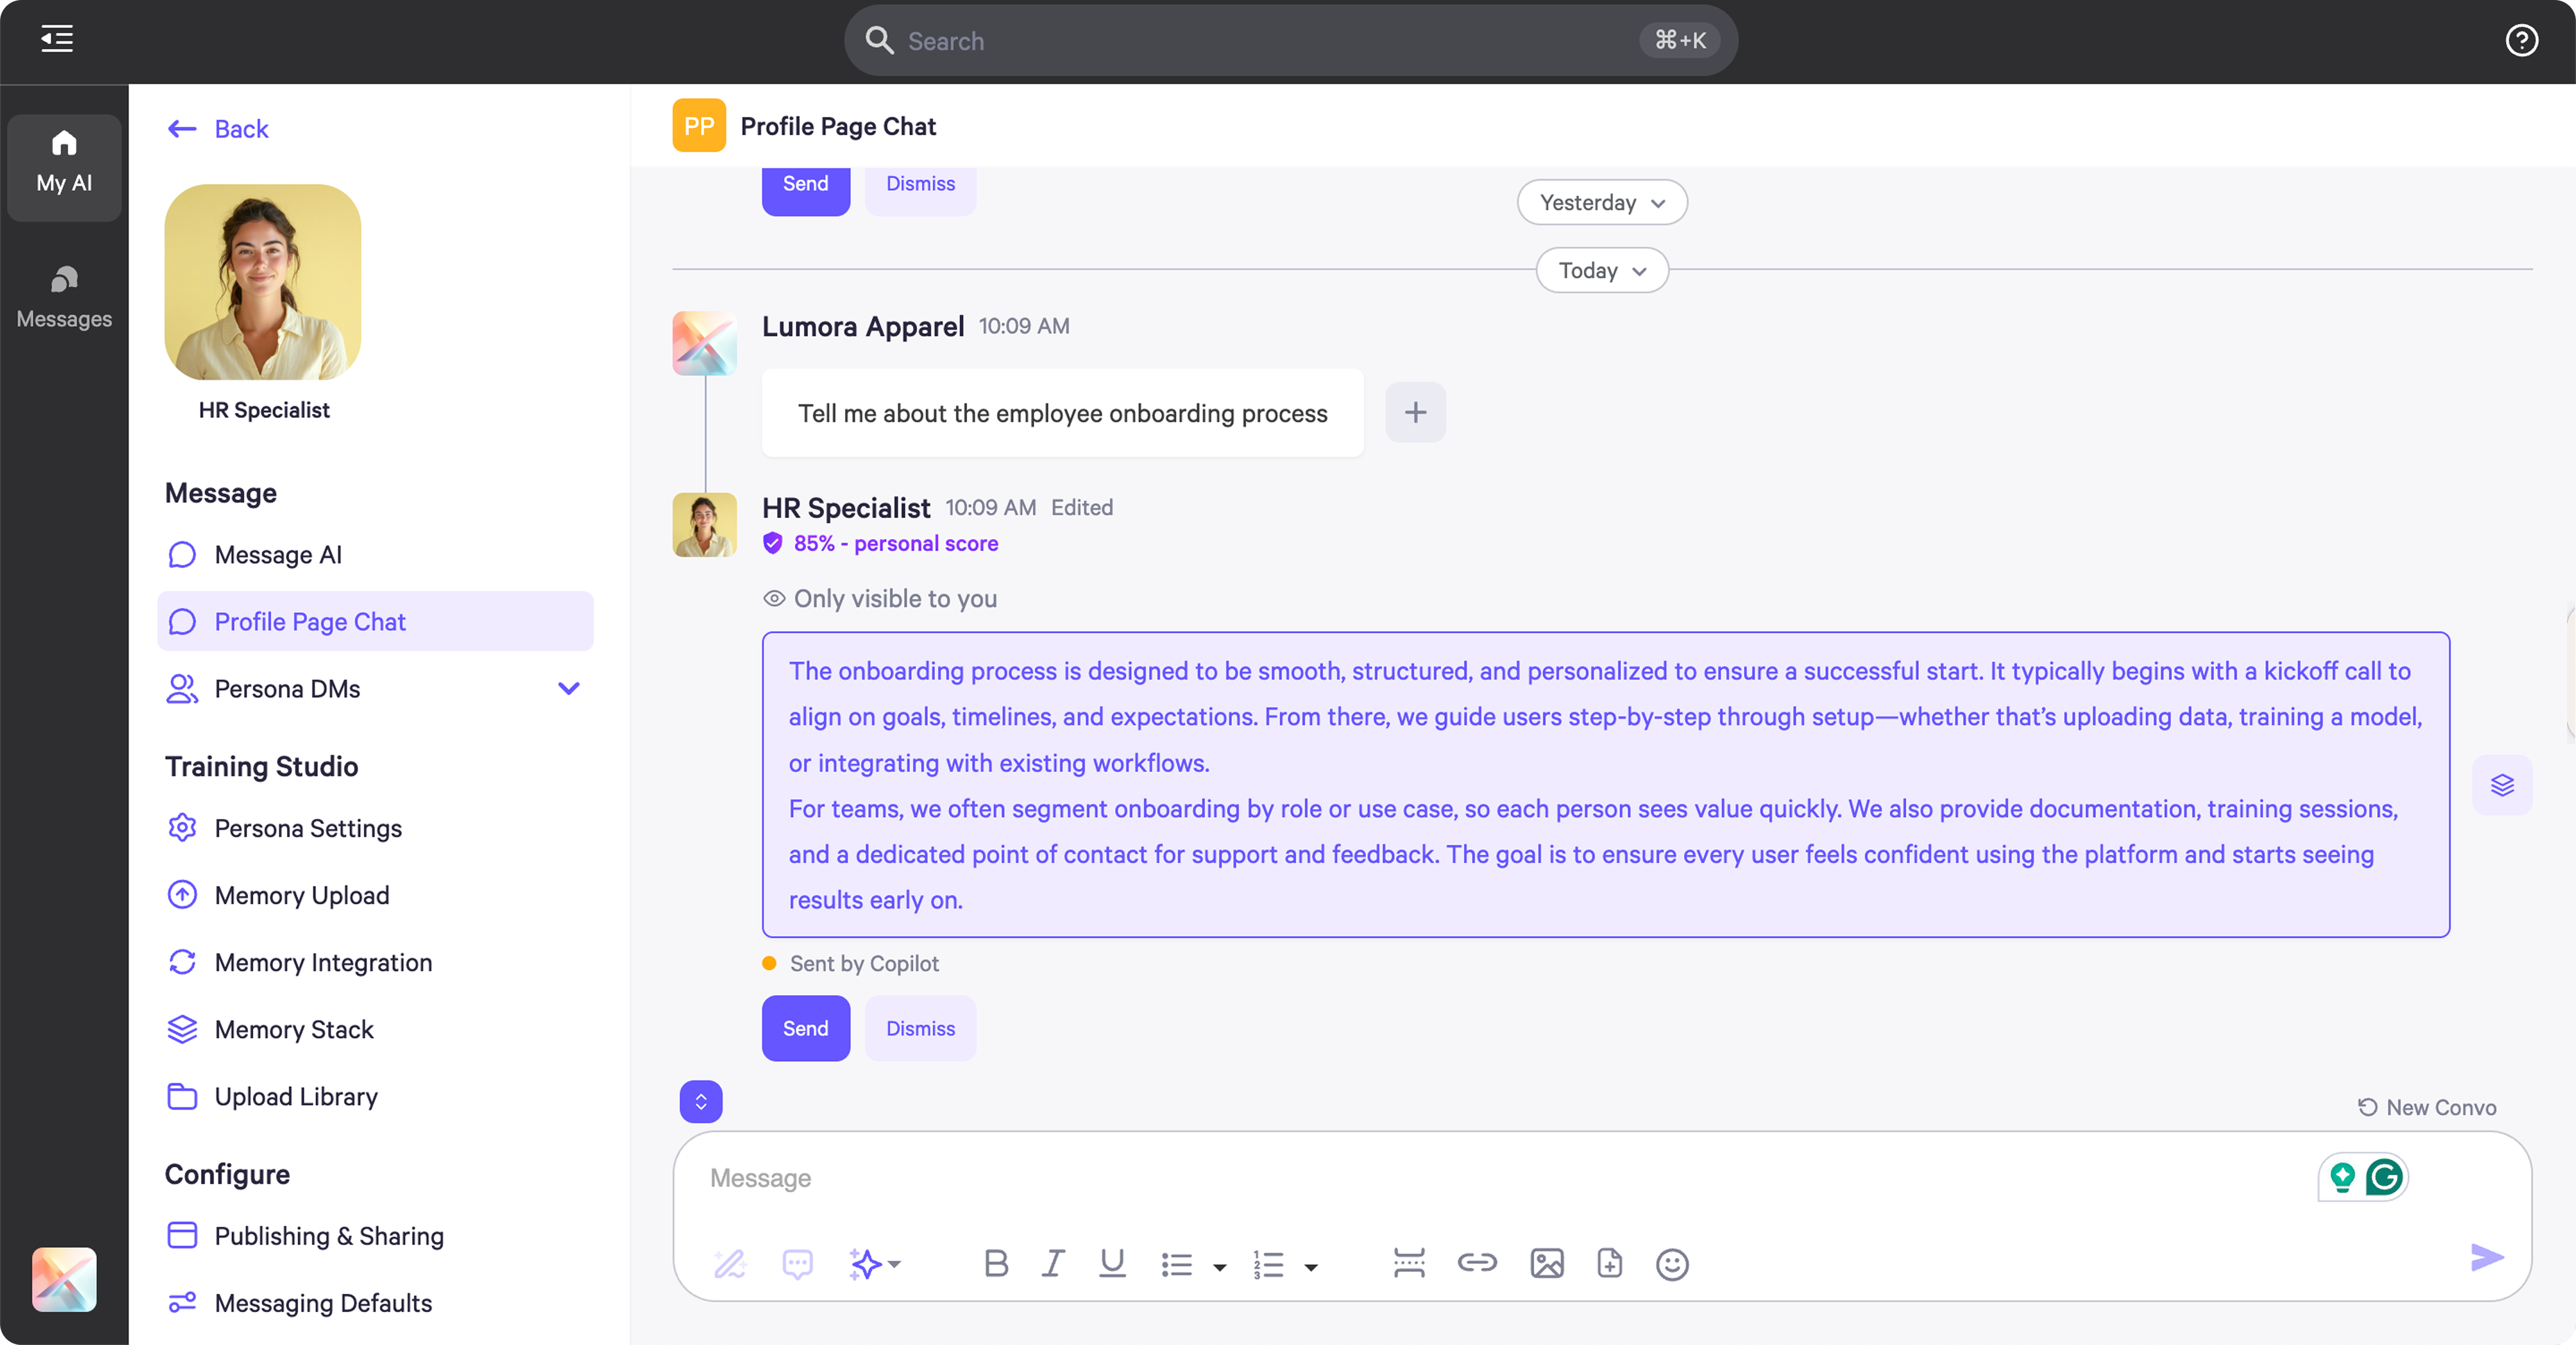 Search
⌘+K
My AI
Messages
Back
HR Specialist
Message
Message AI
Profile Page Chat
Persona DMs
Training Studio
Persona Settings
Memory Upload
Memory Integration
Memory Stack
Upload Library
Configure
Publishing & Sharing
Messaging Defaults
PP Profile Page Chat
Send Dismiss
Yesterday
Today
Lumora Apparel 10:09 AM
Tell me about the employee onboarding process
HR Specialist 10:09 AM Edited
85% - personal score
Only visible to you
The onboarding process is designed to be smooth, structured, and personalized to ensure a successful start. It typically begins with a kickoff call to
align on goals, timelines, and expectations. From there, we guide users step-by-step through setup—whether that’s uploading data, training a model,
or integrating with existing workflows.
For teams, we often segment onboarding by role or use case, so each person sees value quickly. We also provide documentation, training sessions,
and a dedicated point of contact for support and feedback. The goal is to ensure every user feels confident using the platform and starts seeing
results early on.
Sent by Copilot
Send Dismiss
New Convo
Message